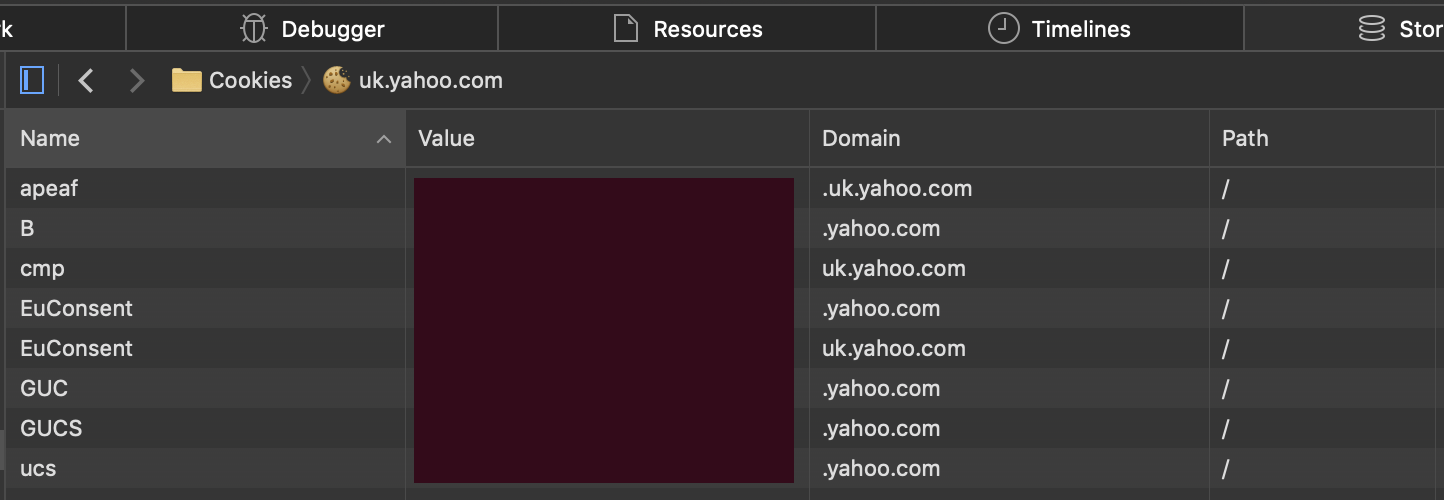 k Debugger Resources Timelines Stor
Cookies uk.yahoo.com
Name Value Domain Path
apeaf .uk.yahoo.com /
B .yahoo.com /
cmp uk.yahoo.com /
EuConsent .yahoo.com /
EuConsent uk.yahoo.com /
GUC .yahoo.com /
GUCS .yahoo.com /
ucs .yahoo.com /